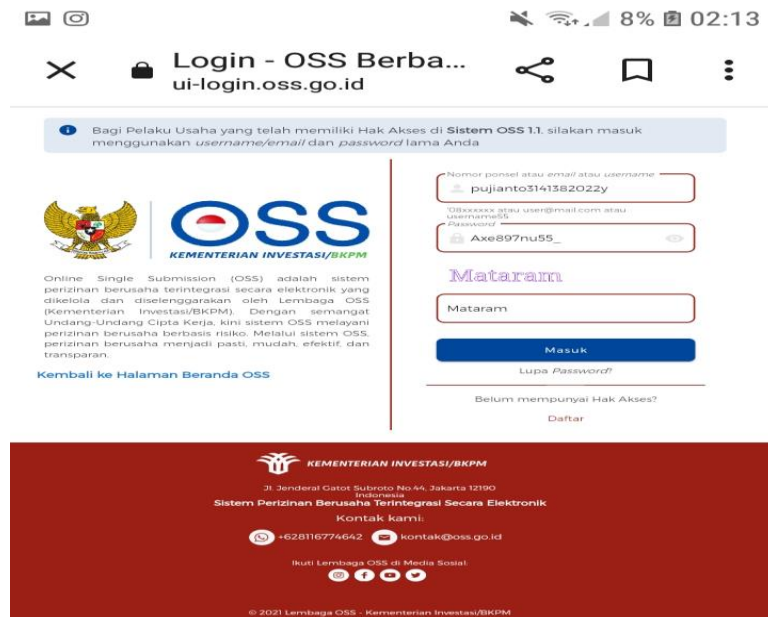 8% 02:13
Login - OSS Berba...
ui-login.oss.go.id
Bagi Pelaku Usaha yang telah memiliki Hak Akses di Sistem OSS 1.1, silakan masuk
menggunakan username/email dan password lama Anda
OSS
KEMENTERIAN INVESTASI/BKPM
Online Single Submission (OSS) adalah sistem
perizinan berusaha terintegrasi secara elektronik yang
dikelola dan diselenggarakan oleh Lembaga OSS
(Kementerian Investasi/BKPM). Dengan semangat
Undang-Undang Cipta Kerja, kini sistem OSS melayani
perizinan berusaha berbasis risiko. Melalui sistem OSS,
perizinan berusaha menjadi pasti, mudah, efektif, dan
transparan.
Kembali ke Halaman Beranda OSS
Nomor ponsel atau email atau username
pujianto3141382022y
*08xxxxxx atau user@mail.com atau
username55
Password
Axe897nu55_
Mataram
Mataram
Masuk
Lupa Password?
Belum mempunyai Hak Akses?
Daftar
KEMENTERIAN INVESTASI/BKPM
Jl. Jenderal Gatot Subroto No.44, Jakarta 12190
Indonesia
Sistem Perizinan Berusaha Terintegrasi Secara Elektronik
Kontak kami:
+628116774642 kontak@oss.go.id
Ikuti Lembaga OSS di Media Sosial:
© 2021 Lembaga OSS - Kementerian Investasi/BKPM